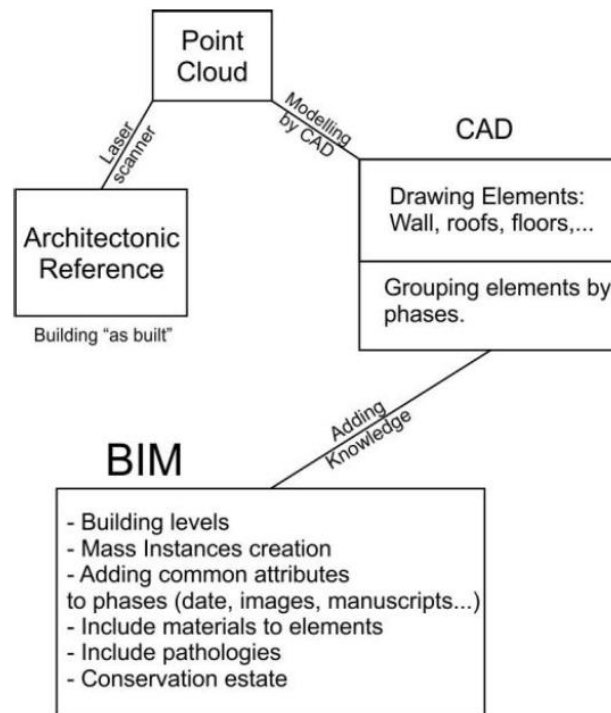 Point
Cloud
Laser
scanner
Modelling
by CAD
Architectonic
Reference
Building “as built”
CAD
Drawing Elements:
Wall, roofs, floors,...
Grouping elements by
phases.
Adding
Knowledge
BIM
- Building levels
- Mass Instances creation
- Adding common attributes
to phases (date, images, manuscripts...)
- Include materials to elements
- Include pathologies
- Conservation estate